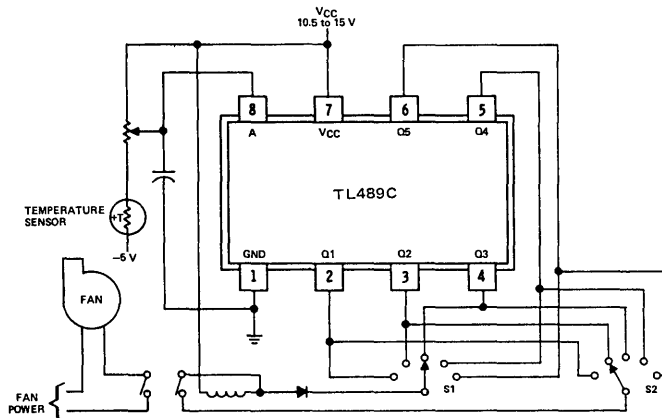 VCC
10.5 to 15 V
8
7
6
5
A
VCC
Q5
Q4
TL489C
TEMPERATURE
SENSOR
+T
–5 V
GND
Q1
Q2
Q3
1
2
3
4
FAN
S1
S2
FAN
POWER